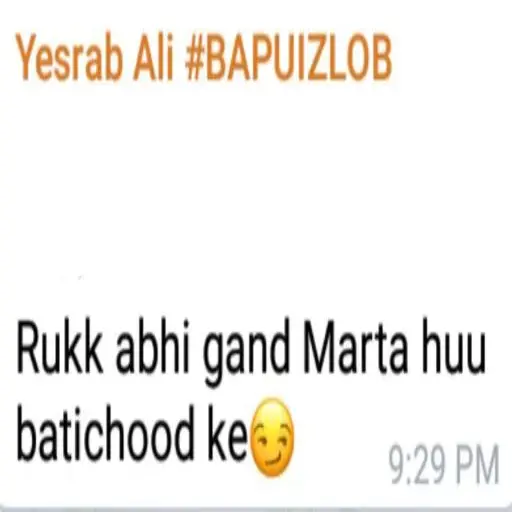 Yesrab Ali #BAPUIZLOB
Rukk abhi gand Marta huu
batichood ke😏
9:29 PM